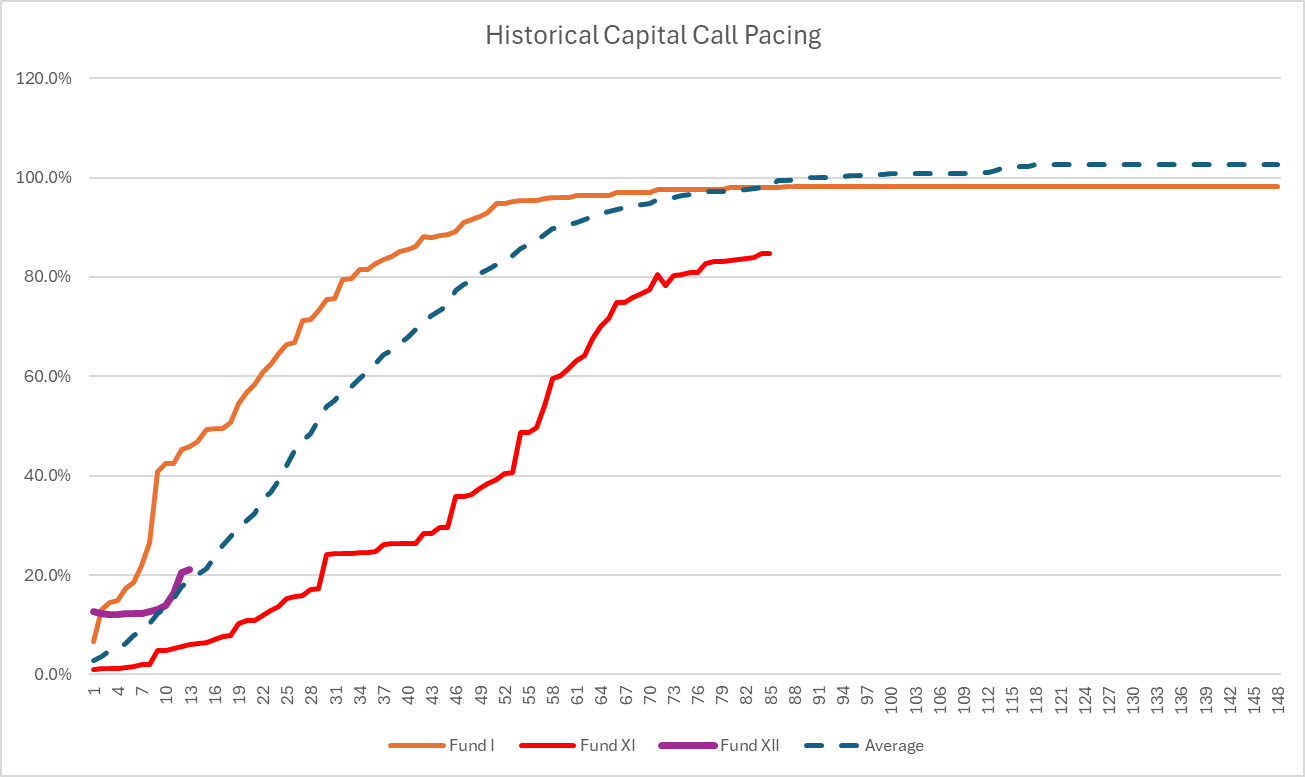 Historical Capital Call Pacing
120.0%
100.0%
80.0%
60.0%
40.0%
20.0%
0.0%
1 4 7 10 13 16 19 22 25 28 31 34 37 40 43 46 49 52 55 58 61 64 67 70 73 76 79 82 85 88 91 94 97 100 103 106 109 112 115 118 121 124 127 130 133 136 139 142 145 148
Fund I Fund XI Fund XII Average